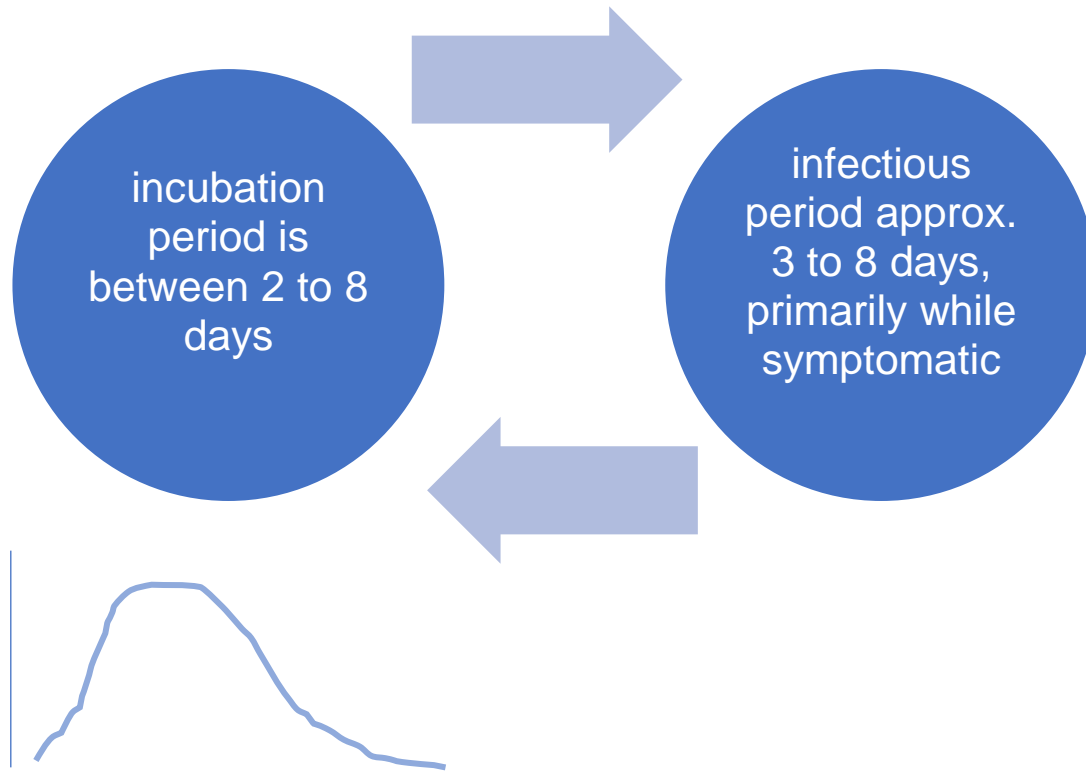 incubation
period is
between 2 to 8
days
infectious
period approx.
3 to 8 days,
primarily while
symptomatic